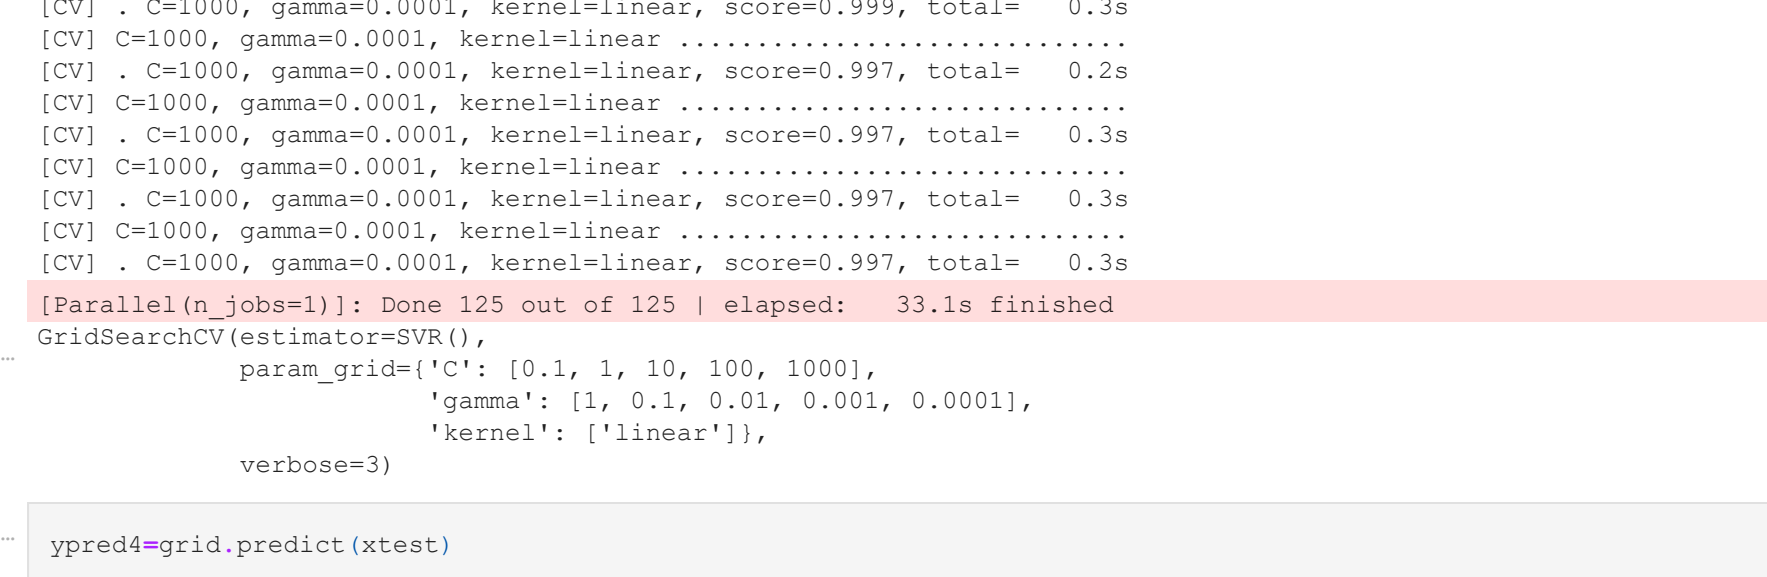 [CV] . C=1000, gamma=0.0001, kernel=linear, score=0.999, total=   0.3s
[CV] C=1000, gamma=0.0001, kernel=linear .............................
[CV] . C=1000, gamma=0.0001, kernel=linear, score=0.997, total=   0.2s
[CV] C=1000, gamma=0.0001, kernel=linear .............................
[CV] . C=1000, gamma=0.0001, kernel=linear, score=0.997, total=   0.3s
[CV] C=1000, gamma=0.0001, kernel=linear .............................
[CV] . C=1000, gamma=0.0001, kernel=linear, score=0.997, total=   0.3s
[CV] C=1000, gamma=0.0001, kernel=linear .............................
[CV] . C=1000, gamma=0.0001, kernel=linear, score=0.997, total=   0.3s
[Parallel(n_jobs=1)]: Done 125 out of 125 | elapsed:   33.1s finished
GridSearchCV(estimator=SVR(),
             param_grid={'C': [0.1, 1, 10, 100, 1000],
                         'gamma': [1, 0.1, 0.01, 0.001, 0.0001],
                         'kernel': ['linear']},
             verbose=3)
ypred4=grid.predict(xtest)